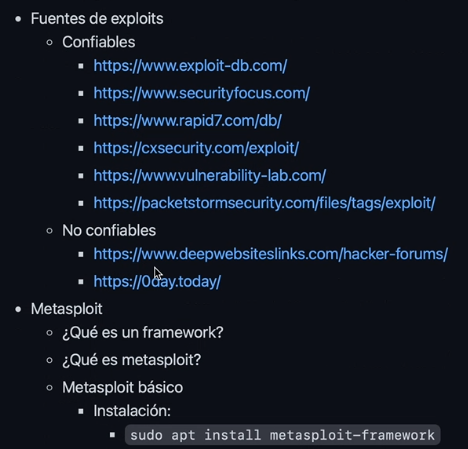 Fuentes de exploits
Confiables
https://www.exploit-db.com/
https://www.securityfocus.com/
https://www.rapid7.com/db/
https://cxsecurity.com/exploit/
https://www.vulnerability-lab.com/
https://packetstormsecurity.com/files/tags/exploit/
No confiables
https://www.deepwebsiteslinks.com/hacker-forums/
https://0day.today/
Metasploit
¿Qué es un framework?
¿Qué es metasploit?
Metasploit básico
Instalación:
sudo apt install metasploit-framework